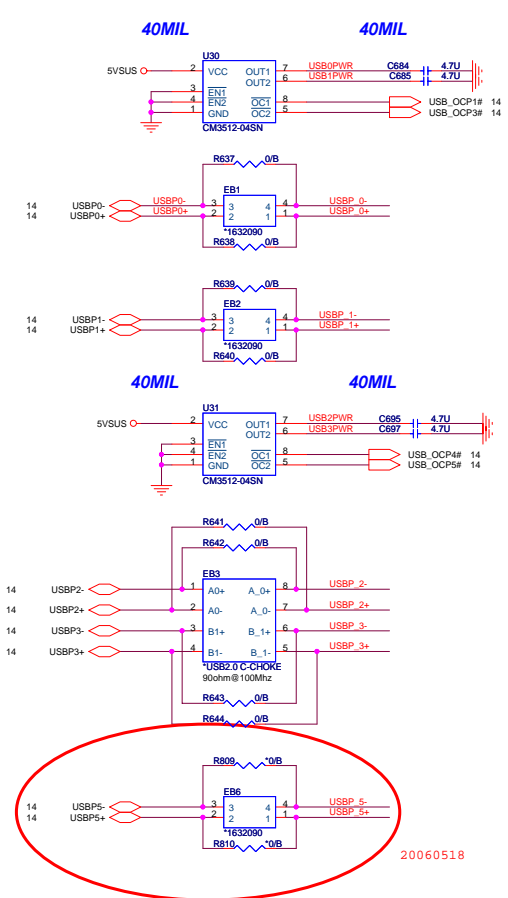 40MIL 40MIL
U30
5VSUS 2 VCC OUT1 7 USB0PWR C684 4.7U
OUT2 6 USB1PWR C685 4.7U
3 EN1
4 EN2 OC1 8 USB_OCP1# 14
1 GND OC2 5 USB_OCP3# 14
CM3512-04SN
R637 0/B
EB1
14 USBP0- USBP0- 3 3 4 4 USBP_0-
14 USBP0+ USBP0+ 2 2 1 1 USBP_0+
*1632090
R638 0/B
R639 0/B
EB2
14 USBP1- 3 3 4 4 USBP_1-
14 USBP1+ 2 2 1 1 USBP_1+
*1632090
R640 0/B
40MIL 40MIL
U31
5VSUS 2 VCC OUT1 7 USB2PWR C695 4.7U
OUT2 6 USB3PWR C697 4.7U
3 EN1
4 EN2 OC1 8 USB_OCP4# 14
1 GND OC2 5 USB_OCP5# 14
CM3512-04SN
R641 0/B
R642 0/B
EB3
14 USBP2- 1 A0+ A_0+ 8 USBP_2-
14 USBP2+ 2 A0- A_0- 7 USBP_2+
14 USBP3- 3 B1+ B_1+ 6 USBP_3-
14 USBP3+ 4 B1- B_1- 5 USBP_3+
*USB2.0 C-CHOKE
90ohm@100Mhz
R643 0/B
R644 0/B
R809 *0/B
EB6
14 USBP5- 3 3 4 4 USBP_5-
14 USBP5+ 2 2 1 1 USBP_5+
*1632090
R810 *0/B
20060518